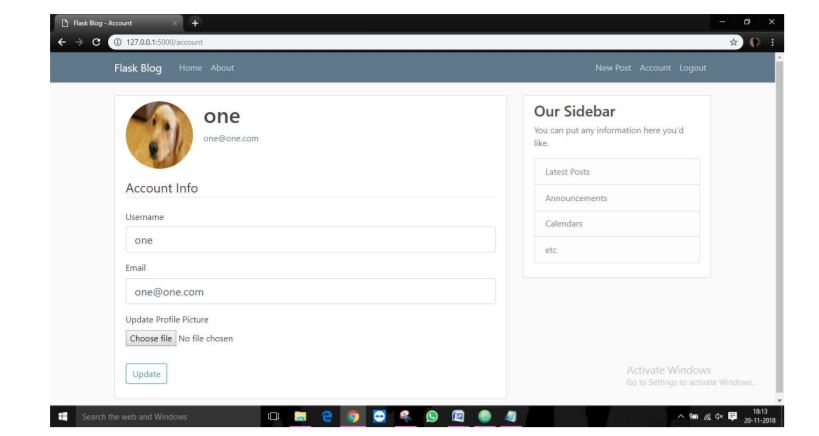 Flask Blog - Account
127.0.0.1:5000/account
Flask Blog Home About New Post Account Logout
one
one@one.com
Account Info
Username
one
Email
one@one.com
Update Profile Picture
Choose file No file chosen
Update
Our Sidebar
You can put any information here you'd
like.
Latest Posts
Announcements
Calendars
etc
Activate Windows
Go to Settings to activate Windows.
Search the web and Windows
18:13
20-11-2018